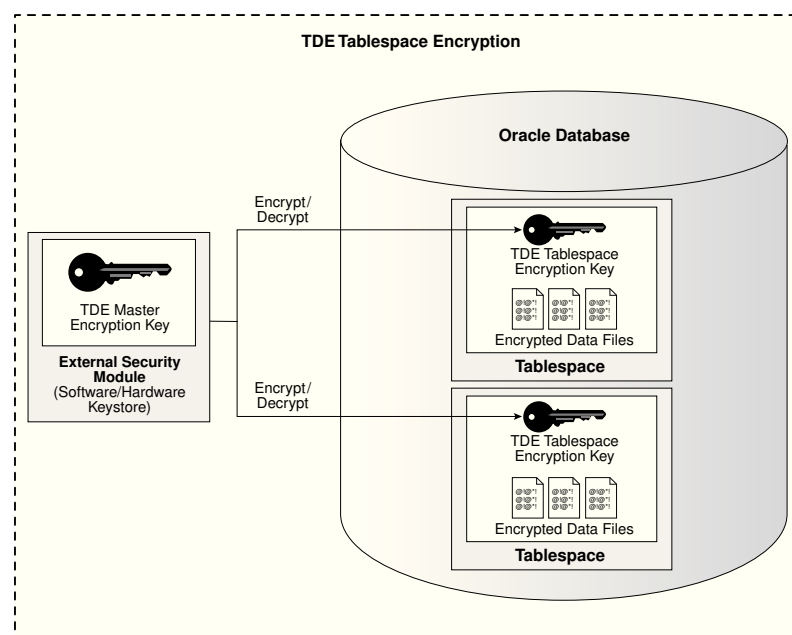 TDE Tablespace Encryption
Oracle Database
Encrypt/
Decrypt
TDE Tablespace
Encryption Key
@!@*! @!@*! @!@*!
@!@*! @!@*! @!@*!
@!@*! @!@*! @!@*!
Encrypted Data Files
Tablespace
TDE Master
Encryption Key
External Security
Module
(Software/Hardware
Keystore)
Encrypt/
Decrypt
TDE Tablespace
Encryption Key
@!@*! @!@*! @!@*!
@!@*! @!@*! @!@*!
@!@*! @!@*! @!@*!
Encrypted Data Files
Tablespace